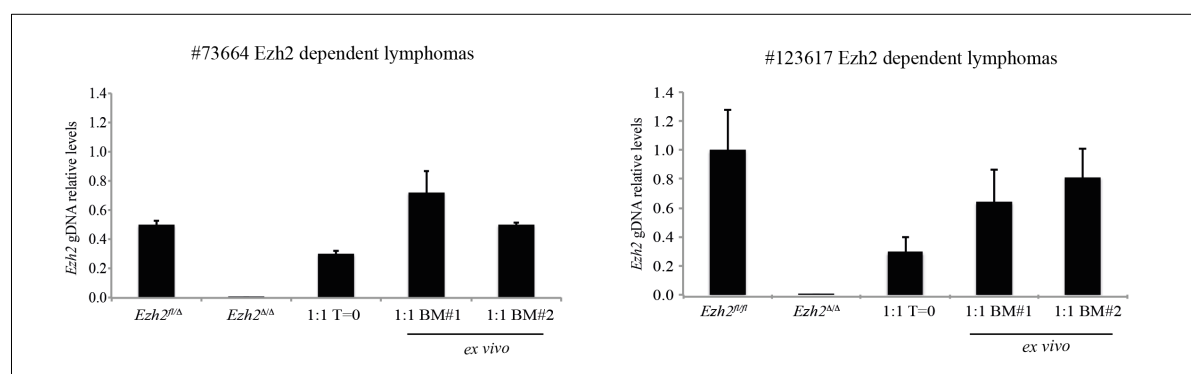 #73664 Ezh2 dependent lymphomas
Ezh2 gDNA relative levels
1.4
1.2
1.0
0.8
0.6
0.4
0.2
0.0
Ezh2fl/Δ Ezh2Δ/Δ 1:1 T=0 1:1 BM#1 1:1 BM#2
ex vivo
#123617 Ezh2 dependent lymphomas
Ezh2 gDNA relative levels
1.4
1.2
1.0
0.8
0.6
0.4
0.2
0.0
Ezh2fl/fl Ezh2Δ/Δ 1:1 T=0 1:1 BM#1 1:1 BM#2
ex vivo